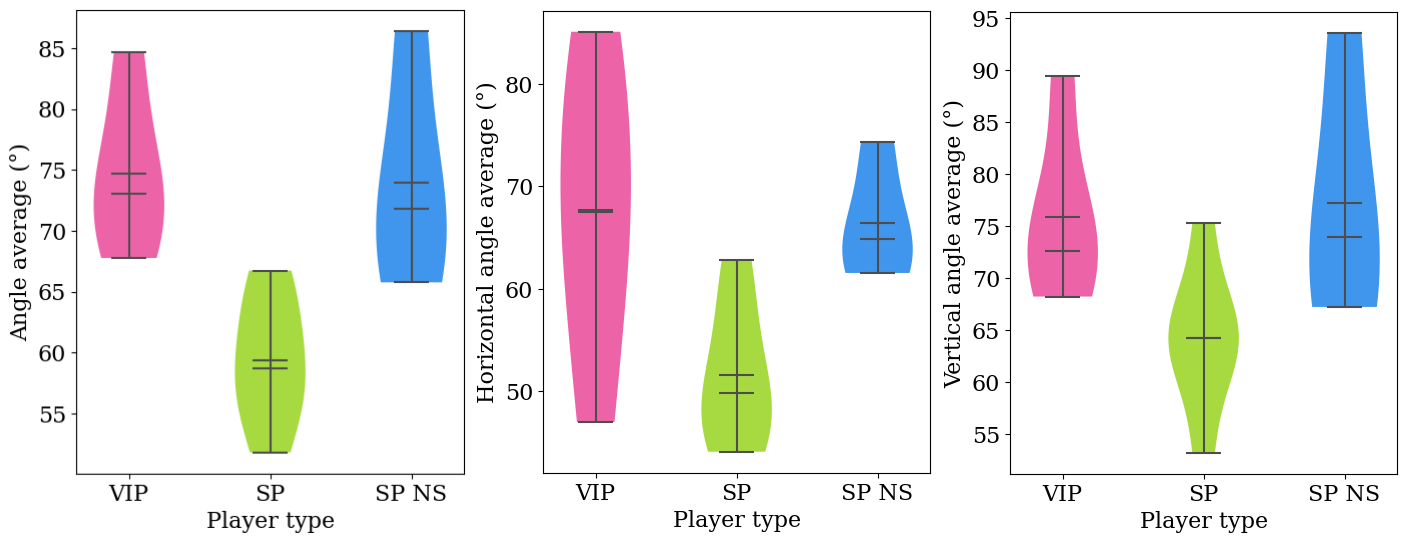 Angle average (°)
85
80
75
70
65
60
55
VIP
SP
SP NS
Player type
Horizontal angle average (°)
80
70
60
50
VIP
SP
SP NS
Player type
Vertical angle average (°)
95
90
85
80
75
70
65
60
55
VIP
SP
SP NS
Player type